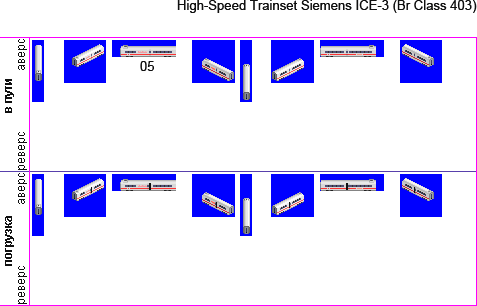 High-Speed Trainset Siemens ICE-3 (Br Class 403)
в пути
аверс
05
реверс
погрузка
аверс
реверс